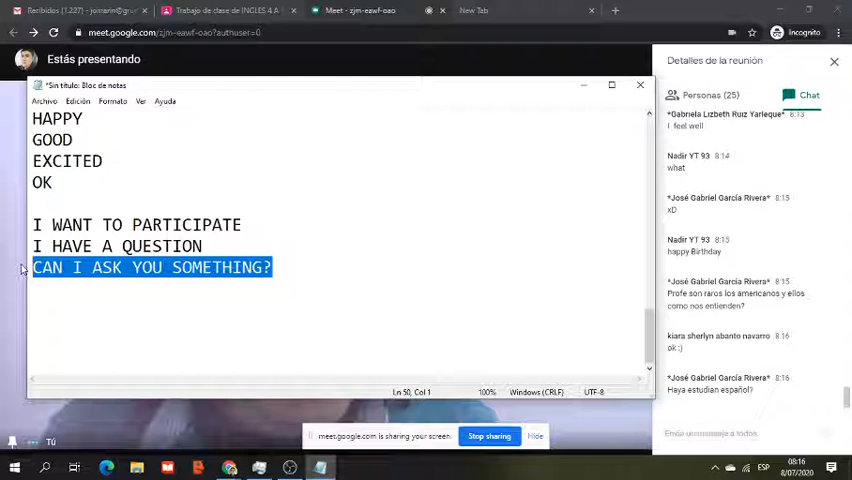 Recibidos (1.227) - jomarin@gru
Trabajo de clase de INGLES 4 A
Meet - zjm-eawf-oao
New Tab
meet.google.com/zjm-eawf-oao?authuser=0
Incognito
Estás presentando
Detalles de la reunión
*Sin título: Bloc de notas
Archivo Edición Formato Ver Ayuda
Personas (25)
Chat
HAPPY
GOOD
EXCITED
OK
I WANT TO PARTICIPATE
I HAVE A QUESTION
CAN I ASK YOU SOMETHING?
*Gabriela Lizbeth Ruiz Yarleque* 8:13
I feel well
Nadir YT 93 8:14
what
*José Gabriel García Rivera* 8:15
xD
Nadir YT 93 8:15
happy Birthday
*José Gabriel García Rivera* 8:15
Profe son raros los americanos y ellos
como nos entienden?
kiara sherlyn abanto navarro 8:16
ok :)
*José Gabriel García Rivera* 8:16
Haya estudian español?
Ln 50, Col 1
100%
Windows (CRLF)
UTF-8
Envía un mensaje a todos.
Tú
meet.google.com is sharing your screen.
Stop sharing
Hide
ESP
08:16
8/07/2020